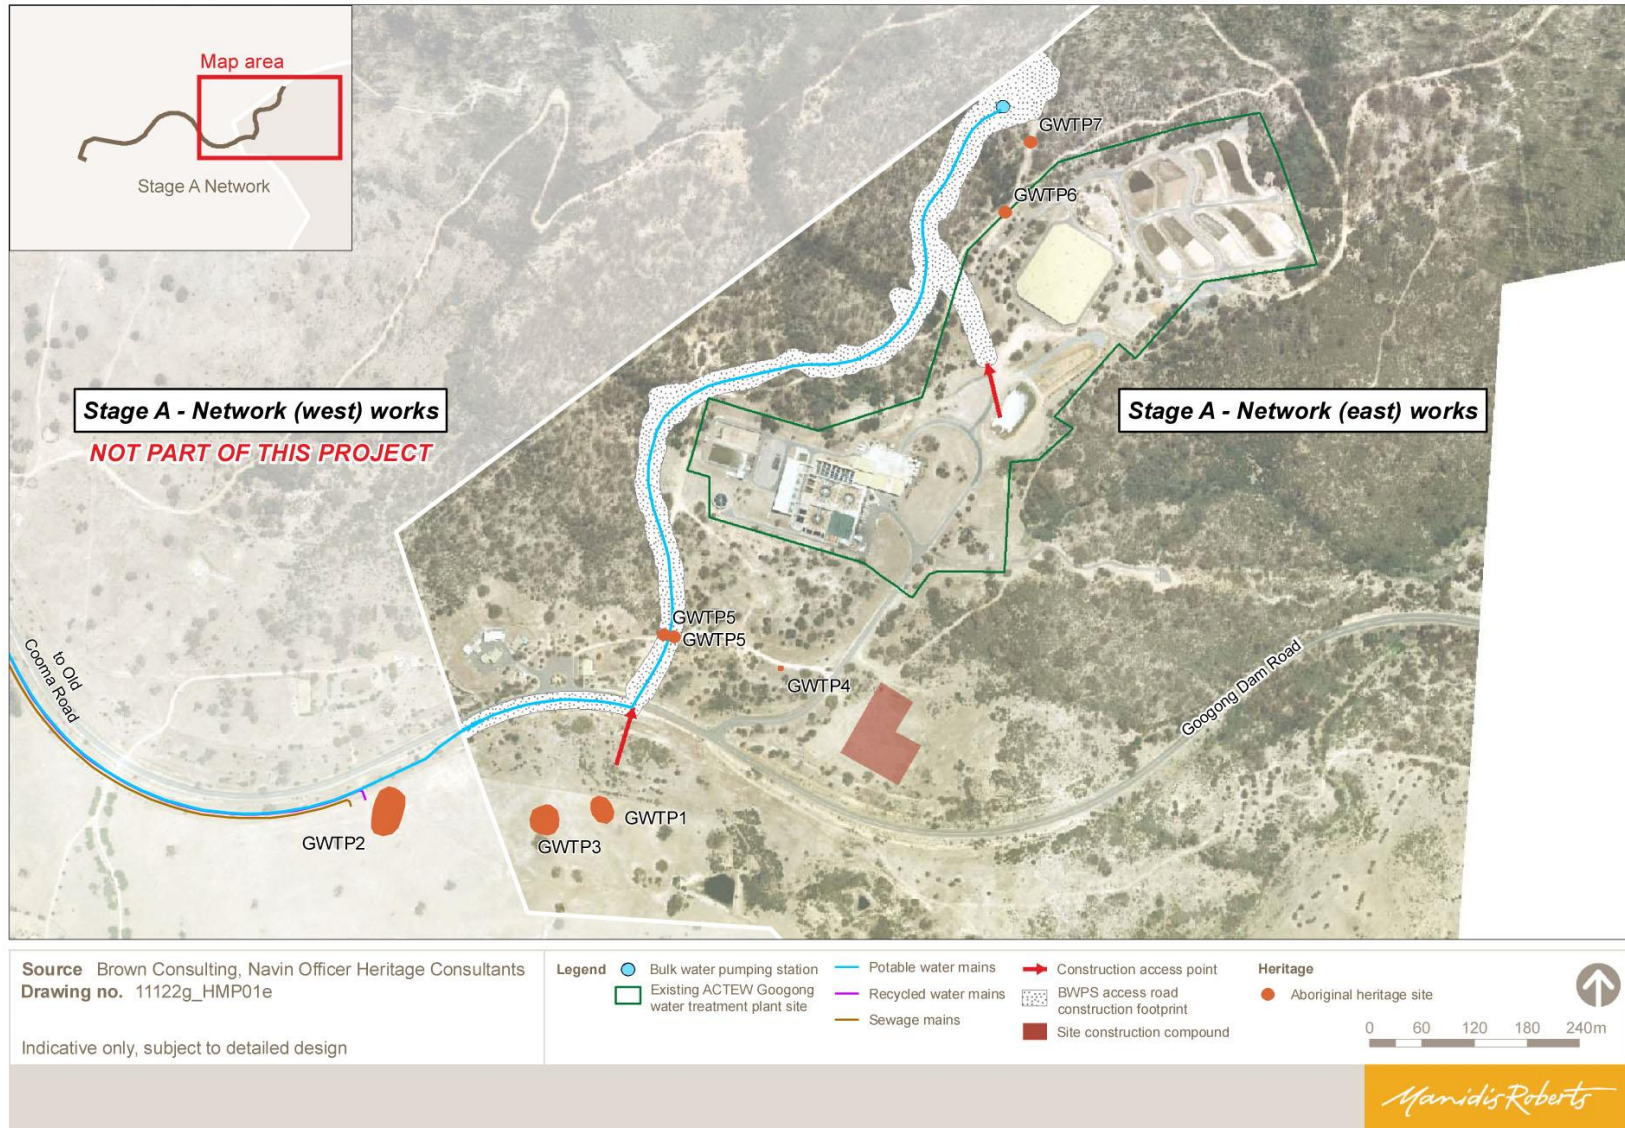 Map area
Stage A Network
GWTP7
GWTP6
Stage A - Network (west) works
NOT PART OF THIS PROJECT
Stage A - Network (east) works
GWTP5
GWTP5
GWTP4
to Old
Cooma Road
Googong Dam Road
GWTP2
GWTP3
GWTP1
Source Brown Consulting, Navin Officer Heritage Consultants
Drawing no. 11122g_HMP01e
Indicative only, subject to detailed design
Legend
Bulk water pumping station
Existing ACTEW Googong
water treatment plant site
Potable water mains
Recycled water mains
Sewage mains
Construction access point
BWPS access road
construction footprint
Site construction compound
Heritage
Aboriginal heritage site
0 60 120 180 240m
Manidis Roberts